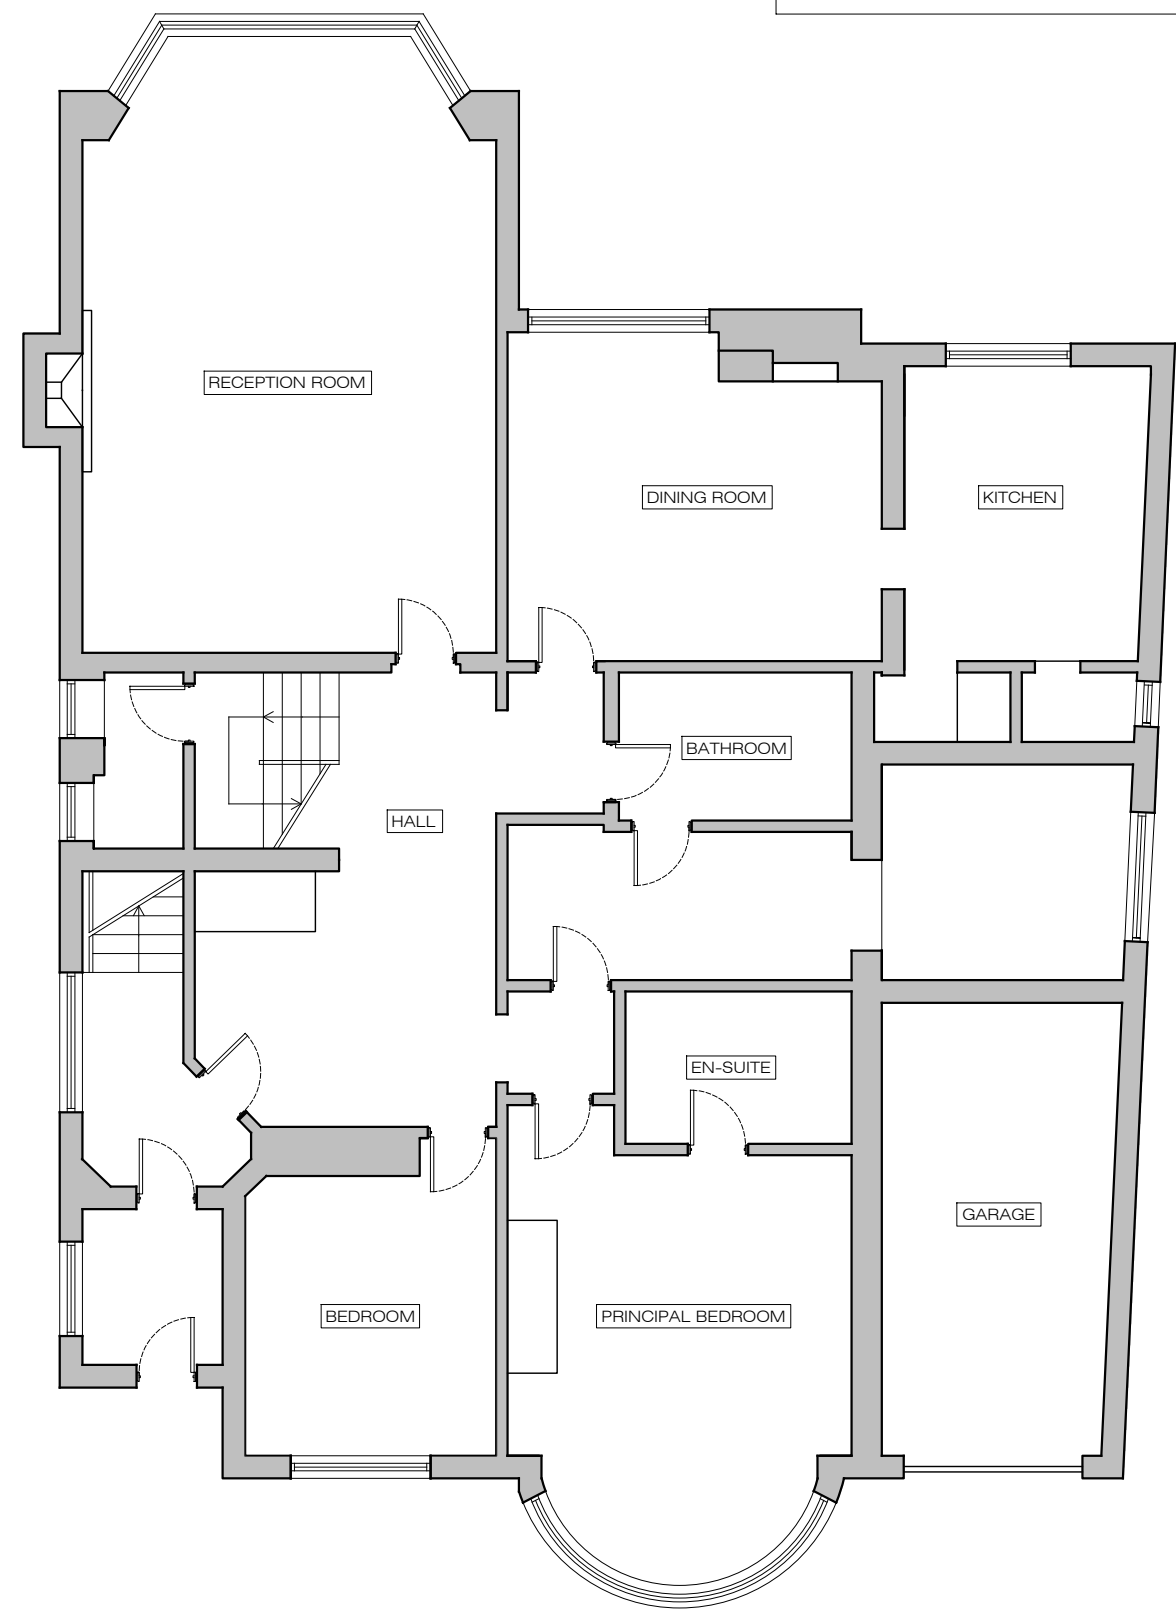 RECEPTION ROOM
DINING ROOM
KITCHEN
BATHROOM
HALL
EN-SUITE
GARAGE
BEDROOM
PRINCIPAL BEDROOM